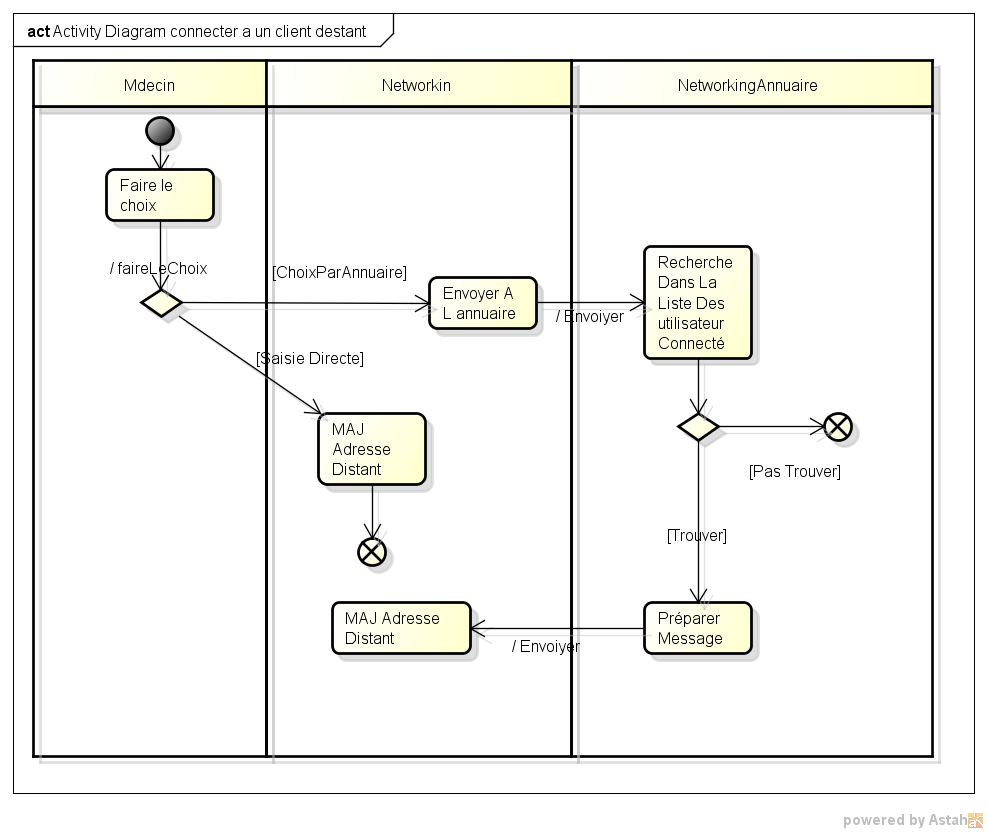 act Activity Diagram connecter a un client destant
Mdecin
Networkin
NetworkingAnnuaire
Faire le
choix
/ faireLeChoix
[ChoixParAnnuaire]
Envoyer A
L annuaire
/ Envoiyer
Recherche
Dans La
Liste Des
utilisateur
Connecté
[Saisie Directe]
MAJ
Adresse
Distant
[Pas Trouver]
[Trouver]
MAJ Adresse
Distant
/ Envoiyer
Préparer
Message
powered by Astah